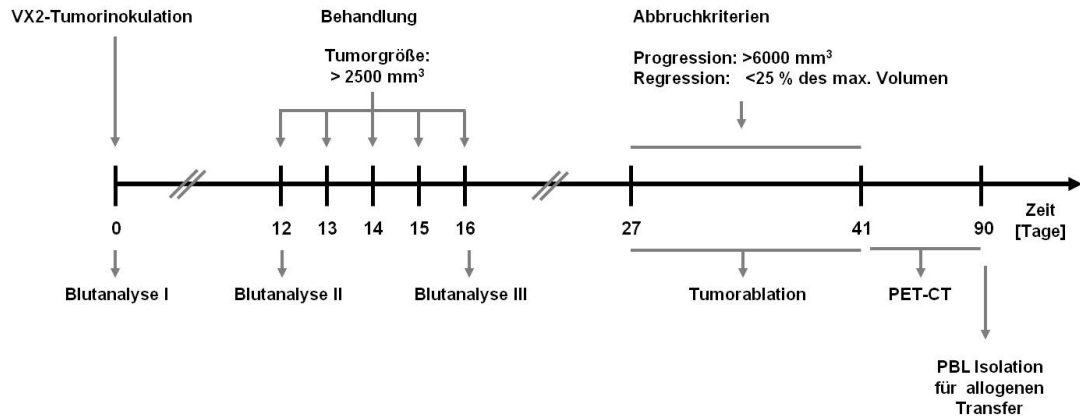 VX2-Tumorinokulation
Behandlung
Tumorgröße:
> 2500 mm³
Abbruchkriterien
Progression: >6000 mm³
Regression: <25 % des max. Volumen
0
12
13
14
15
16
27
41
90
Zeit
[Tage]
Blutanalyse I
Blutanalyse II
Blutanalyse III
Tumorablation
PET-CT
PBL Isolation
für allogenen
Transfer